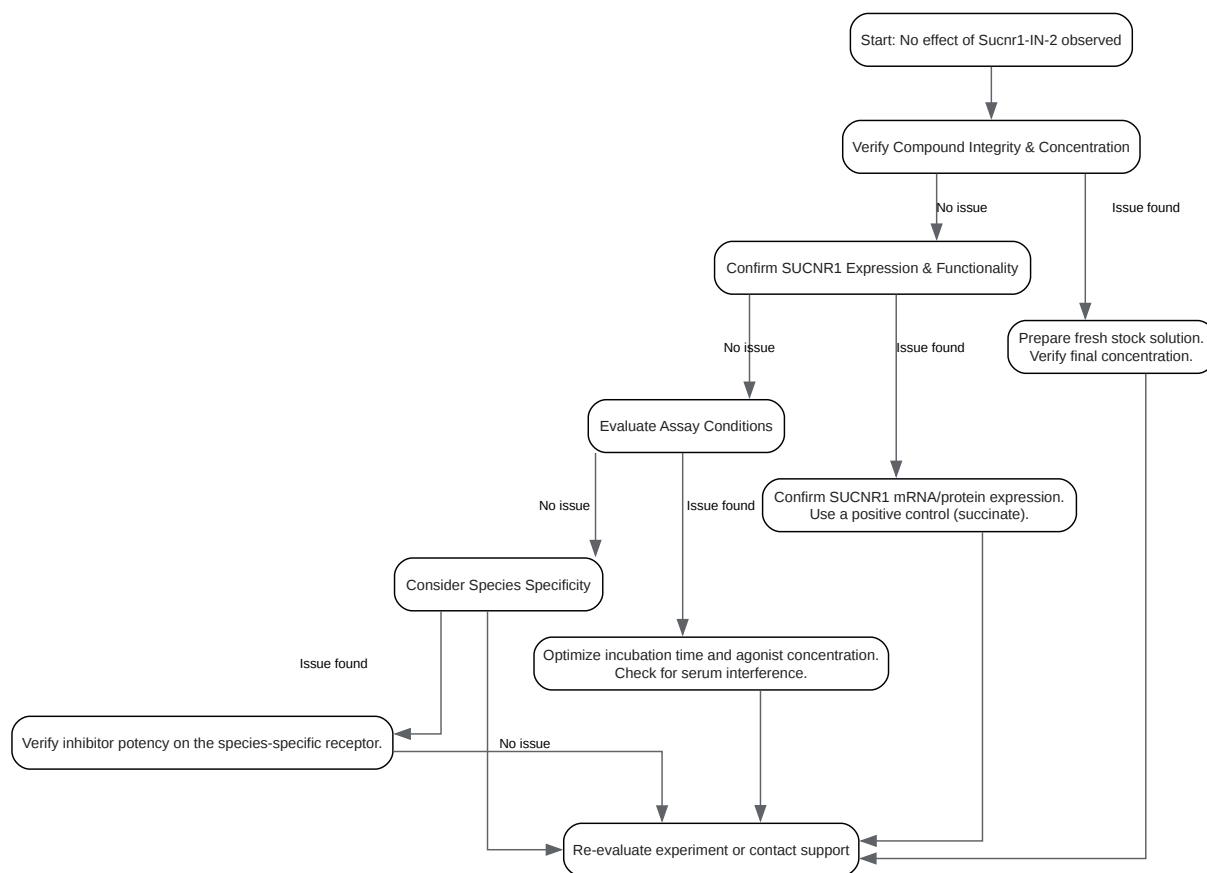 Start: No effect of Sucnr1-IN-2 observed
Verify Compound Integrity & Concentration
No issue
Issue found
Confirm SUCNR1 Expression & Functionality
Prepare fresh stock solution.
Verify final concentration.
No issue
Issue found
Evaluate Assay Conditions
Confirm SUCNR1 mRNA/protein expression.
Use a positive control (succinate).
No issue
Issue found
Consider Species Specificity
Optimize incubation time and agonist concentration.
Check for serum interference.
Issue found
Verify inhibitor potency on the species-specific receptor.
No issue
Re-evaluate experiment or contact support